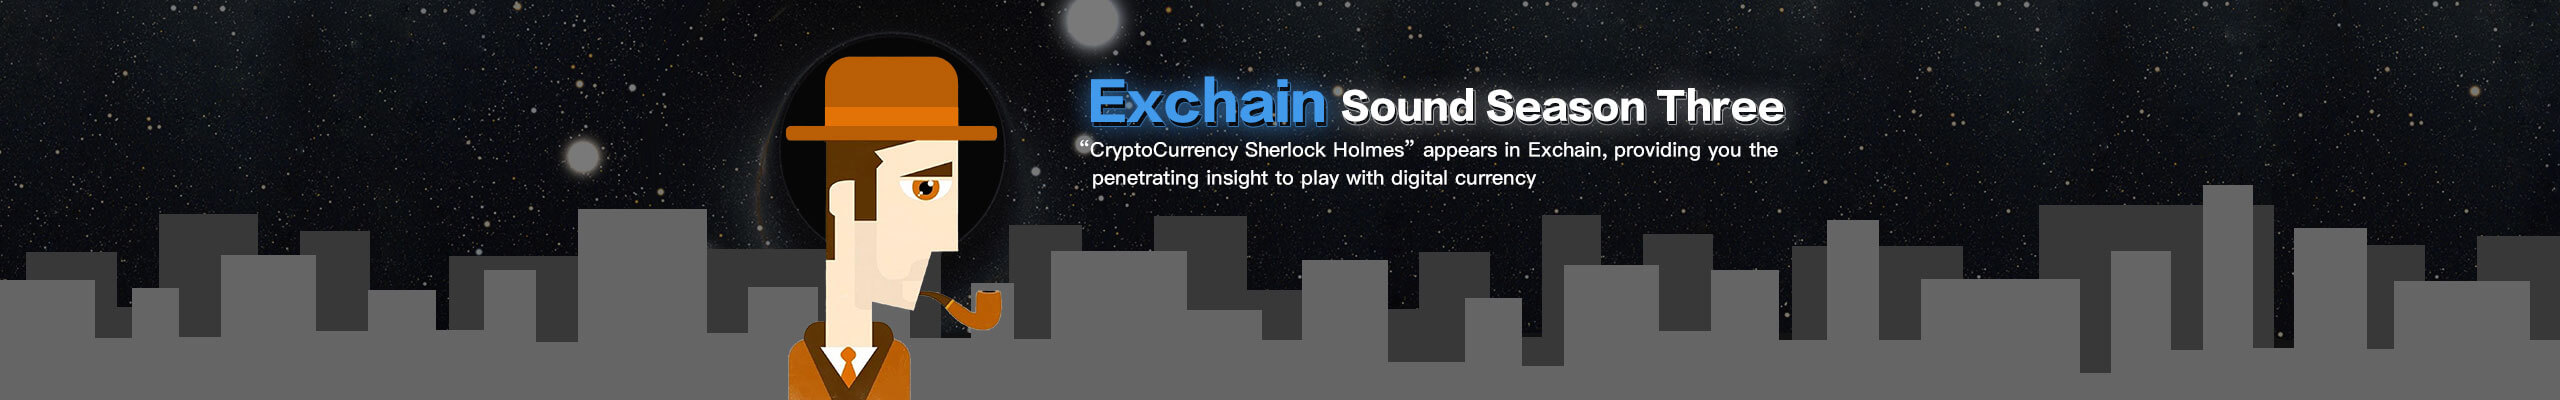 Exchain Sound Season Three
“CryptoCurrency Sherlock Holmes” appears in Exchain, providing you the
penetrating insight to play with digital currency